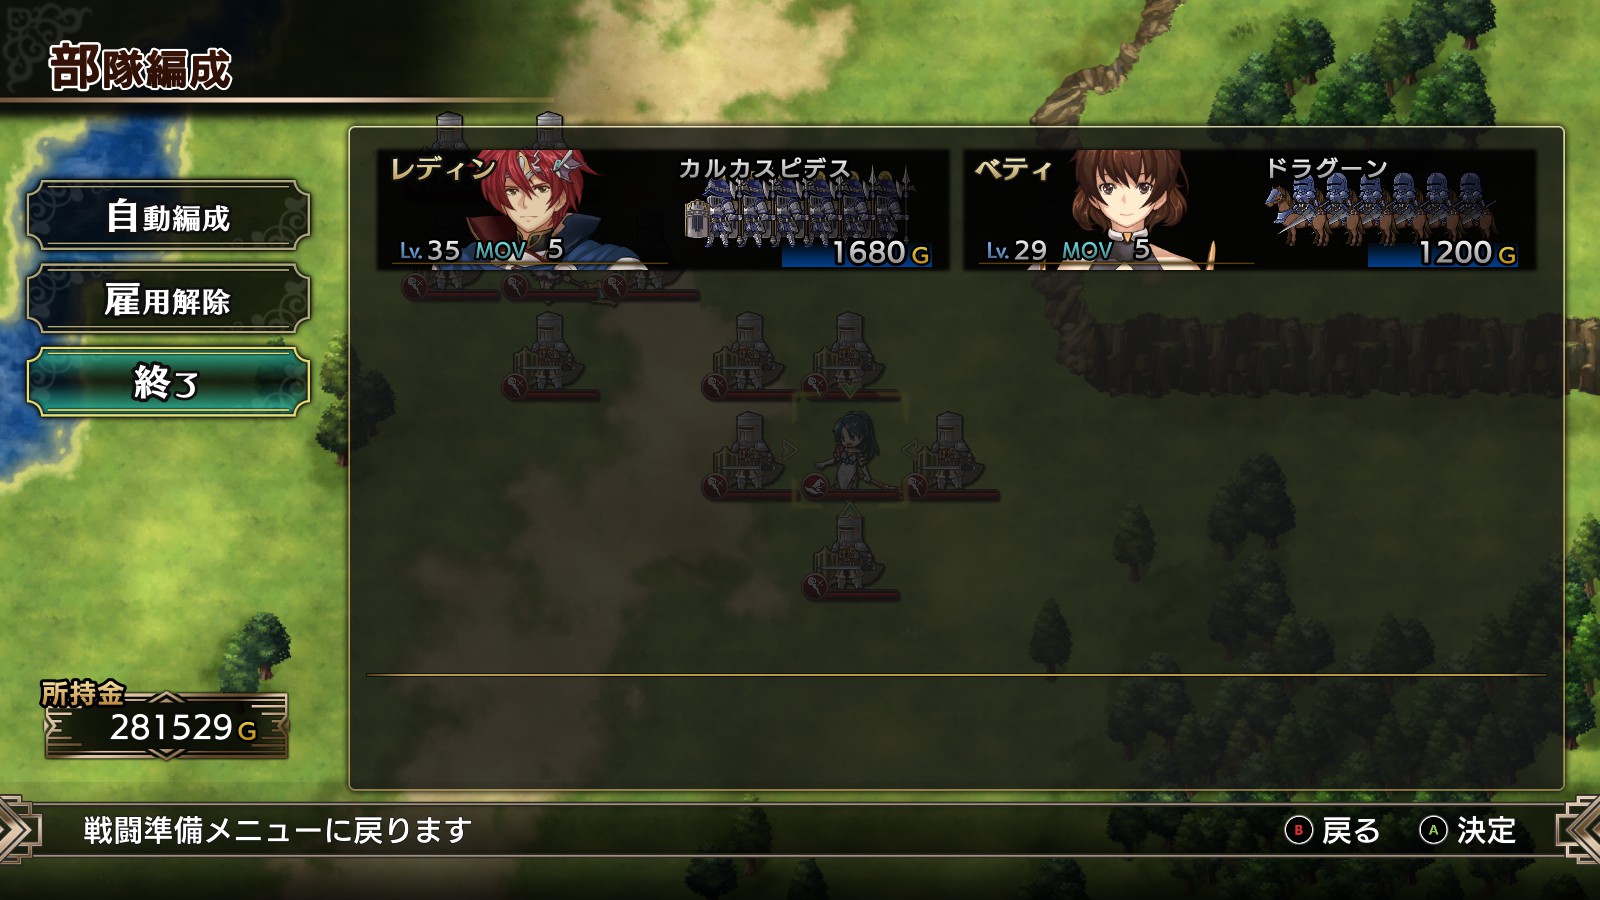 部隊編成
自動編成
雇用解除
終了
所持金
281529G
レディン
Lv.35 MOV 5
カルカスピデス
1680G
ベティ
Lv.29 MOV 5
ドラグーン
1200G
戦闘準備メニューに戻ります
B 戻る A 決定